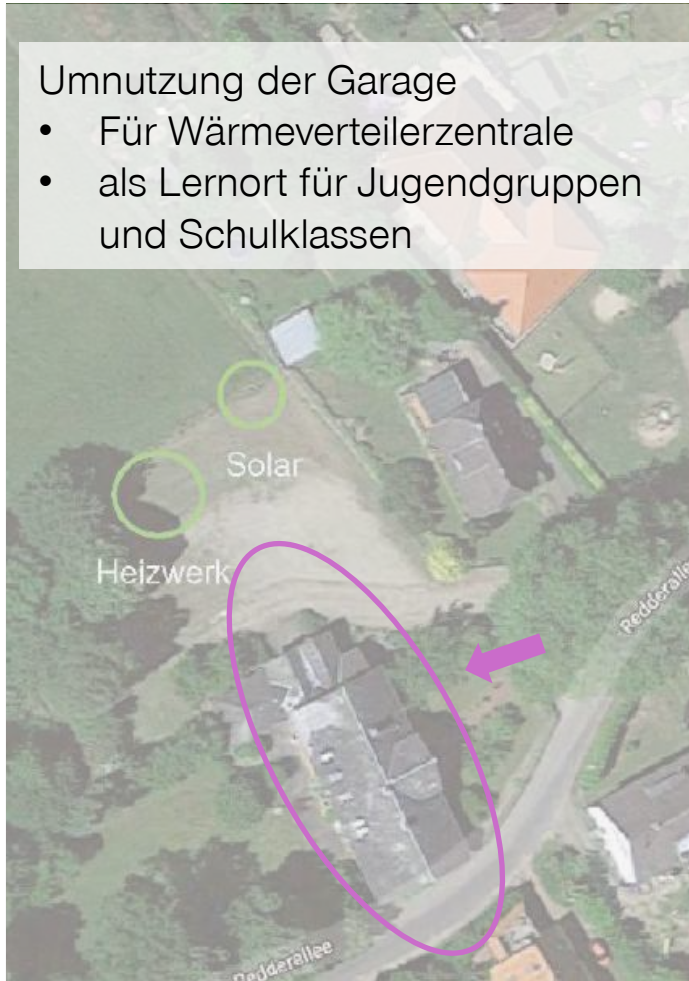 Umnutzung der Garage
• Für Wärmeverteilerzentrale
• als Lernort für Jugendgruppen
und Schulklassen
Solar
Heizwerk
Redderallee
Redderallee